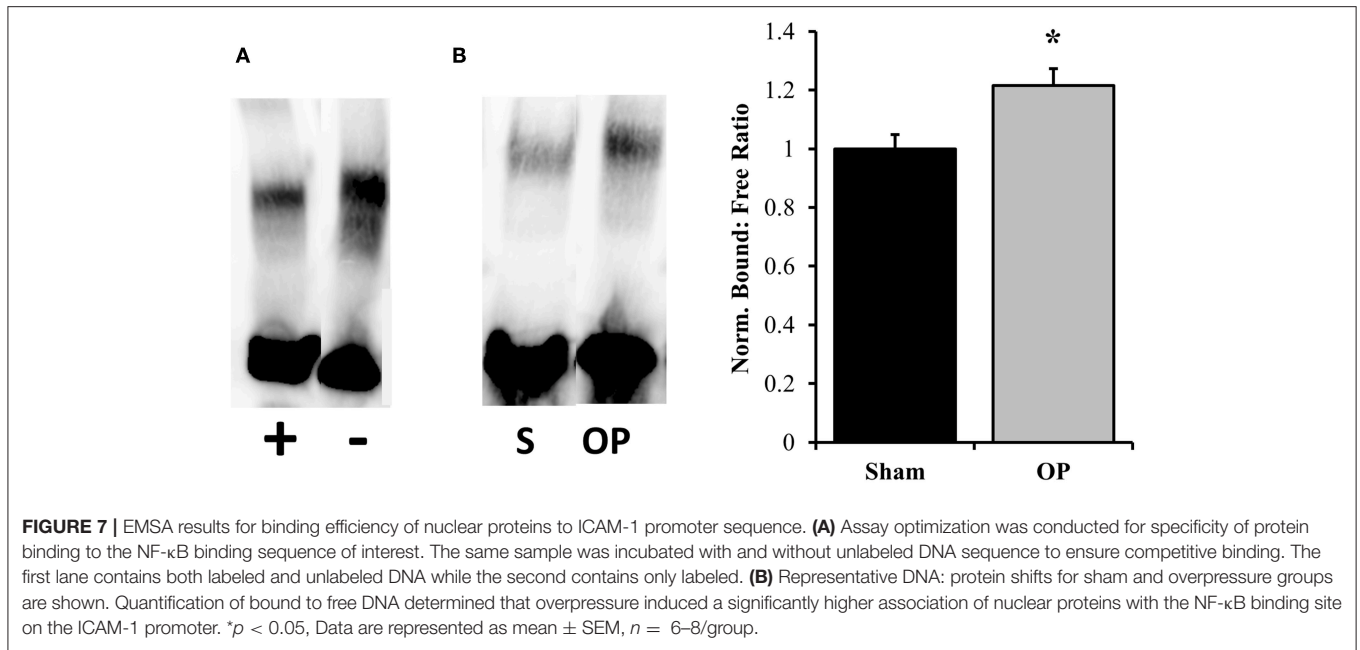 A
B
+ -
S OP
Norm. Bound: Free Ratio
1.4
1.2
1
0.8
0.6
0.4
0.2
0
*
Sham OP
FIGURE 7 | EMSA results for binding efficiency of nuclear proteins to ICAM-1 promoter sequence. (A) Assay optimization was conducted for specificity of protein
binding to the NF-κB binding sequence of interest. The same sample was incubated with and without unlabeled DNA sequence to ensure competitive binding. The
first lane contains both labeled and unlabeled DNA while the second contains only labeled. (B) Representative DNA: protein shifts for sham and overpressure groups
are shown. Quantification of bound to free DNA determined that overpressure induced a significantly higher association of nuclear proteins with the NF-κB binding site
on the ICAM-1 promoter. *p < 0.05, Data are represented as mean ± SEM, n = 6–8/group.